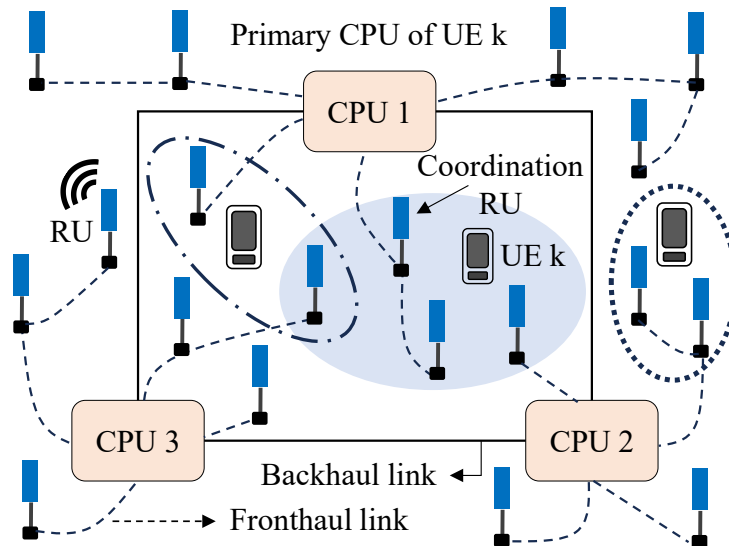 Primary CPU of UE k
CPU 1
Coordination
RU
RU
UE k
CPU 3
CPU 2
Backhaul link
Fronthaul link